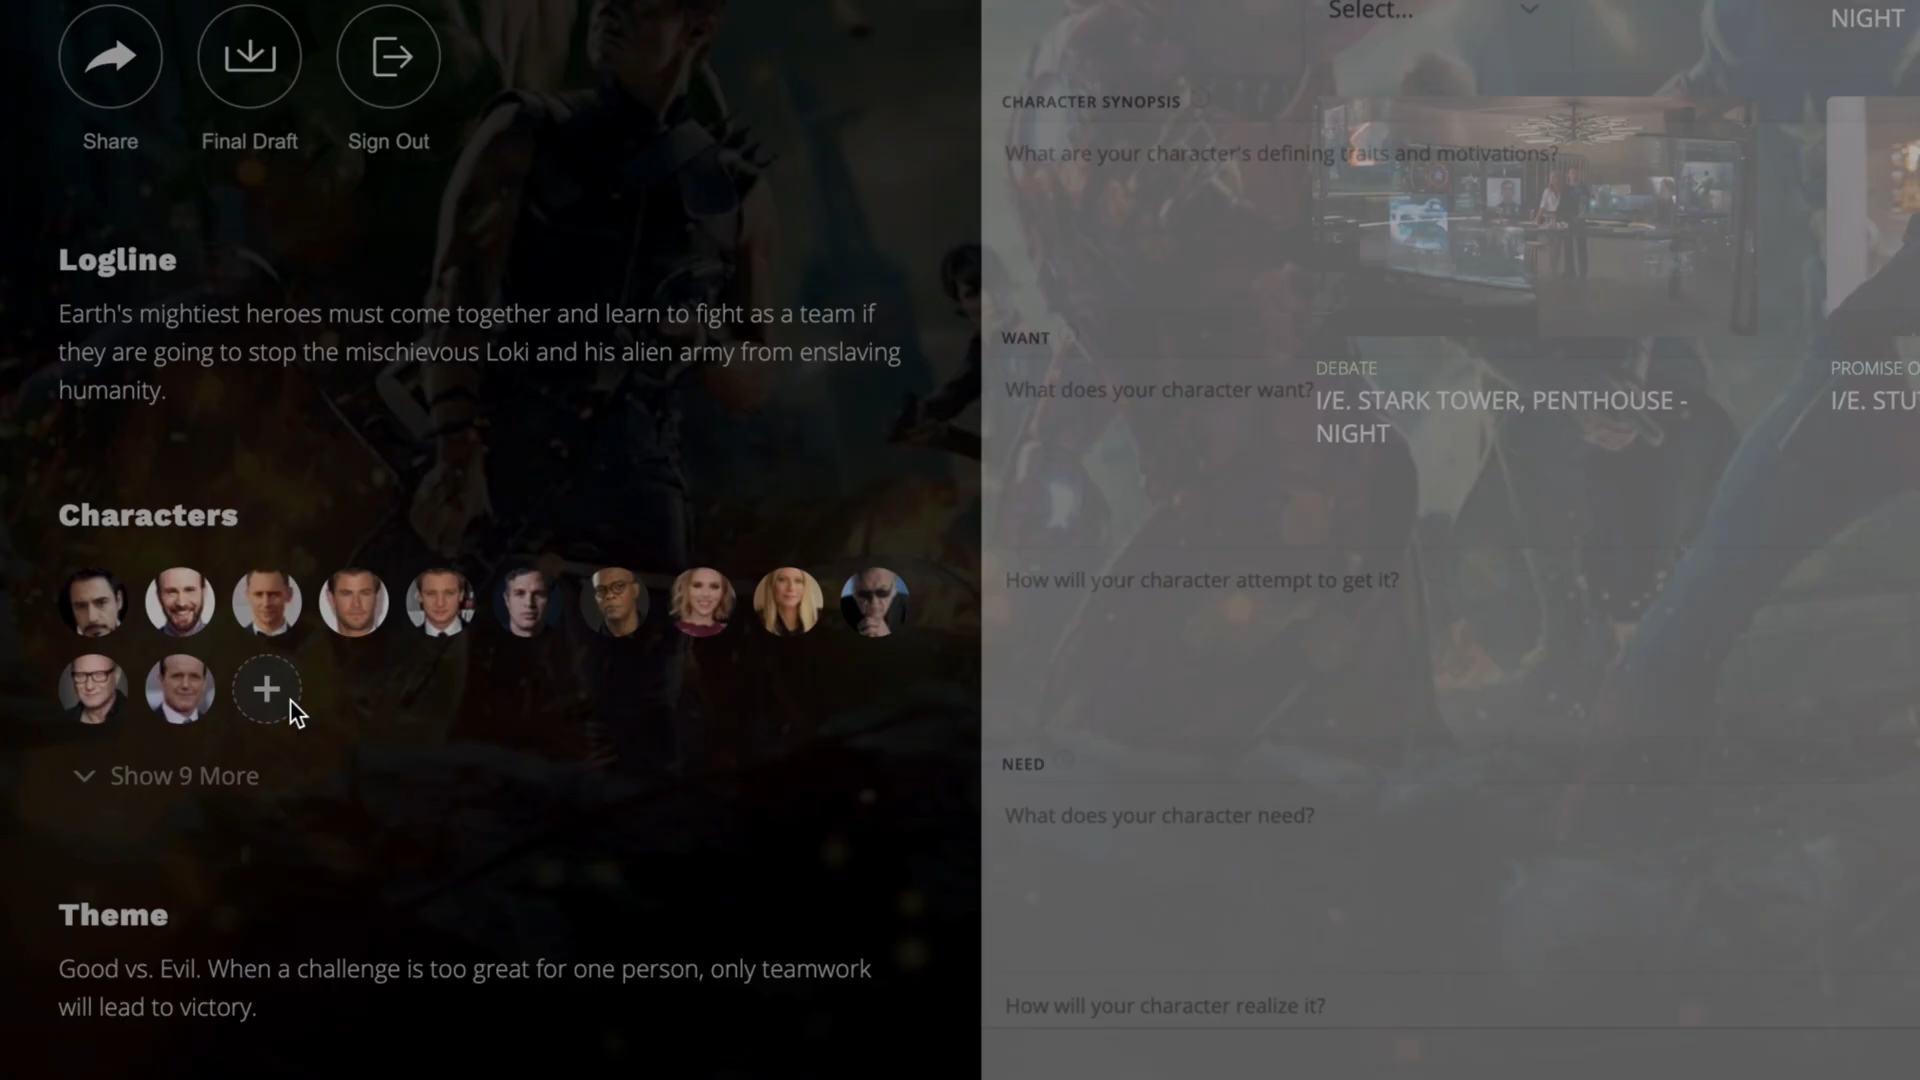 Share
Final Draft
Sign Out
Logline
Earth's mightiest heroes must come together and learn to fight as a team if
they are going to stop the mischievous Loki and his alien army from enslaving
humanity.
Characters
Show 9 More
Theme
Good vs. Evil. When a challenge is too great for one person, only teamwork
will lead to victory.
Select...
NIGHT
CHARACTER SYNOPSIS
What are your character's defining traits and motivations?
WANT
What does your character want?
DEBATE
I/E. STARK TOWER, PENTHOUSE -
NIGHT
PROMISE O
I/E. STU
How will your character attempt to get it?
NEED
What does your character need?
How will your character realize it?